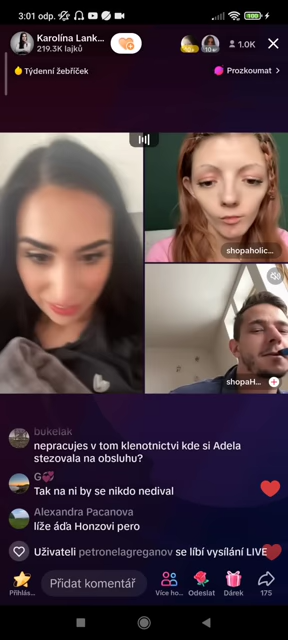 3:01 odp.
Karolína Lank...
219.3K lajků
10+
1.0K
Týdenní žebříček
Prozkoumat >
shopaholic...
shopaH...
bukelak
nepracujes v tom klenotnictvi kde si Adela
stezovala na obsluhu?
G
Tak na ni by se nikdo nedival
Alexandra Pacanova
líže áďa Honzovi pero
Uživateli petronelagreganov se líbí vysílání LIVE
Přidat komentář
Přihlás...
Více ho...
Odeslat
Dárek
175